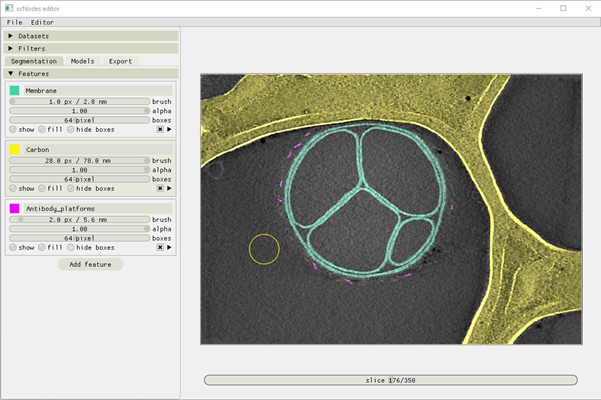 scNodes editor
File Editor
Datasets
Filters
Segmentation Models Export
Features
Membrane
1.0 px / 2.8 nm brush
1.00 alpha
64 pixel boxes
show fill hide boxes
Carbon
28.0 px / 78.0 nm brush
1.00 alpha
64 pixel boxes
show fill hide boxes
Antibody_platforms
2.0 px / 5.6 nm brush
1.00 alpha
64 pixel boxes
show fill hide boxes
Add feature
slice 176/350